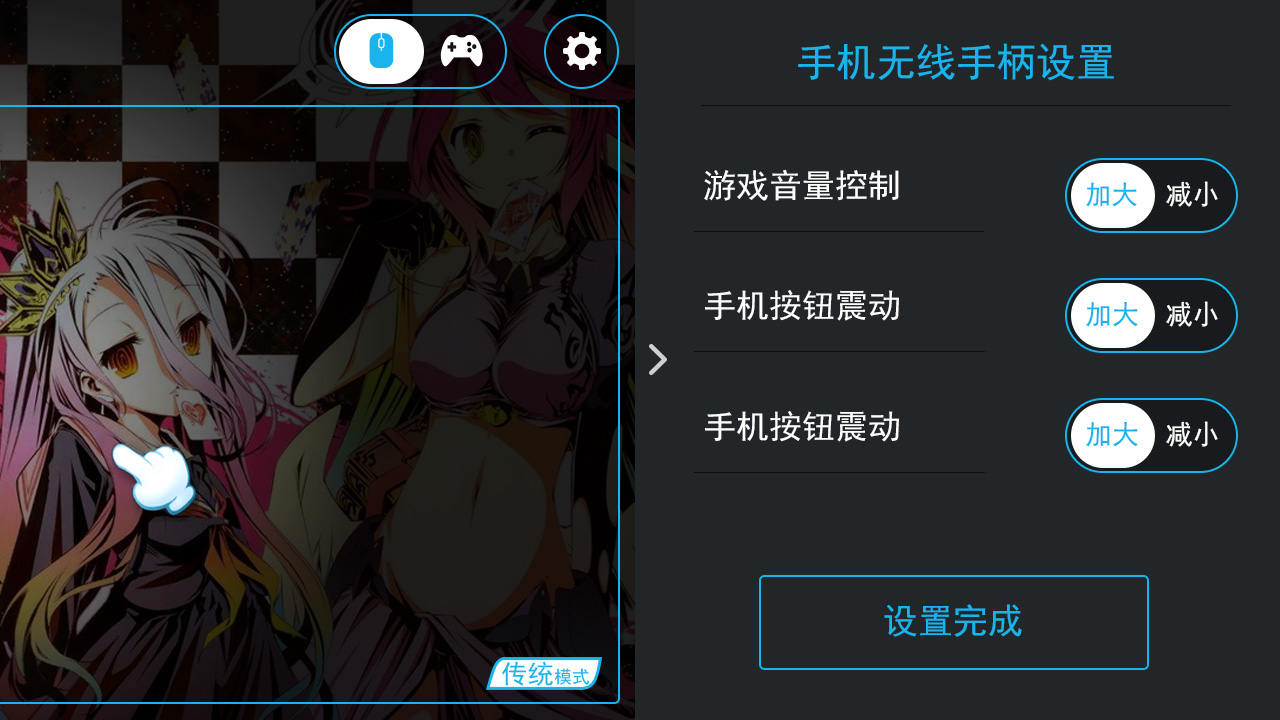 手机无线手柄设置
游戏音量控制
加大 减小
手机按钮震动
加大 减小
手机按钮震动
加大 减小
设置完成
传统模式